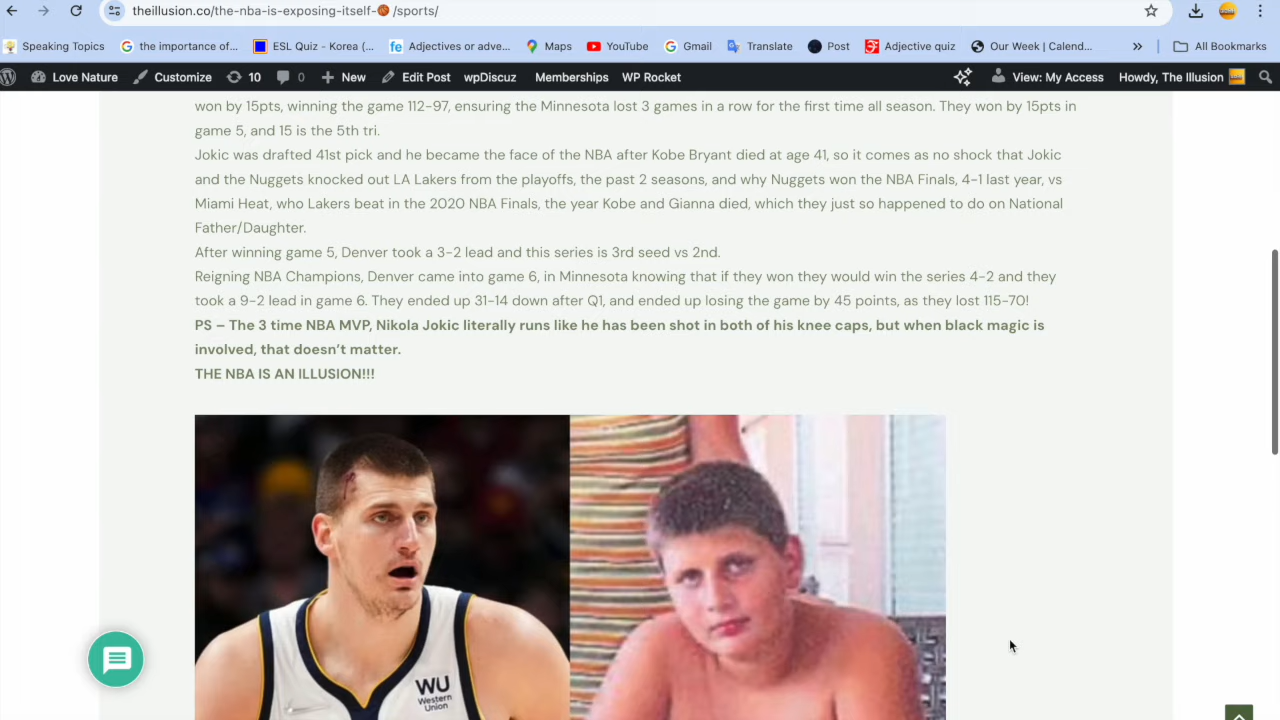 theillusion.co/the-nba-is-exposing-itself-🏀/sports/
Speaking Topics
the importance of...
ESL Quiz - Korea (...
Adjectives or adve...
Maps
YouTube
Gmail
Translate
Post
Adjective quiz
Our Week | Calend...
»
All Bookmarks
Love Nature
Customize
10
0
New
Edit Post
wpDiscuz
Memberships
WP Rocket
View: My Access
Howdy, The Illusion
won by 15pts, winning the game 112-97, ensuring the Minnesota lost 3 games in a row for the first time all season. They won by 15pts in
game 5, and 15 is the 5th tri.
Jokic was drafted 41st pick and he became the face of the NBA after Kobe Bryant died at age 41, so it comes as no shock that Jokic
and the Nuggets knocked out LA Lakers from the playoffs, the past 2 seasons, and why Nuggets won the NBA Finals, 4-1 last year, vs
Miami Heat, who Lakers beat in the 2020 NBA Finals, the year Kobe and Gianna died, which they just so happened to do on National
Father/Daughter.
After winning game 5, Denver took a 3-2 lead and this series is 3rd seed vs 2nd.
Reigning NBA Champions, Denver came into game 6, in Minnesota knowing that if they won they would win the series 4-2 and they
took a 9-2 lead in game 6. They ended up 31-14 down after Q1, and ended up losing the game by 45 points, as they lost 115-70!
PS – The 3 time NBA MVP, Nikola Jokic literally runs like he has been shot in both of his knee caps, but when black magic is
involved, that doesn't matter.
THE NBA IS AN ILLUSION!!!
WU
Western
Union